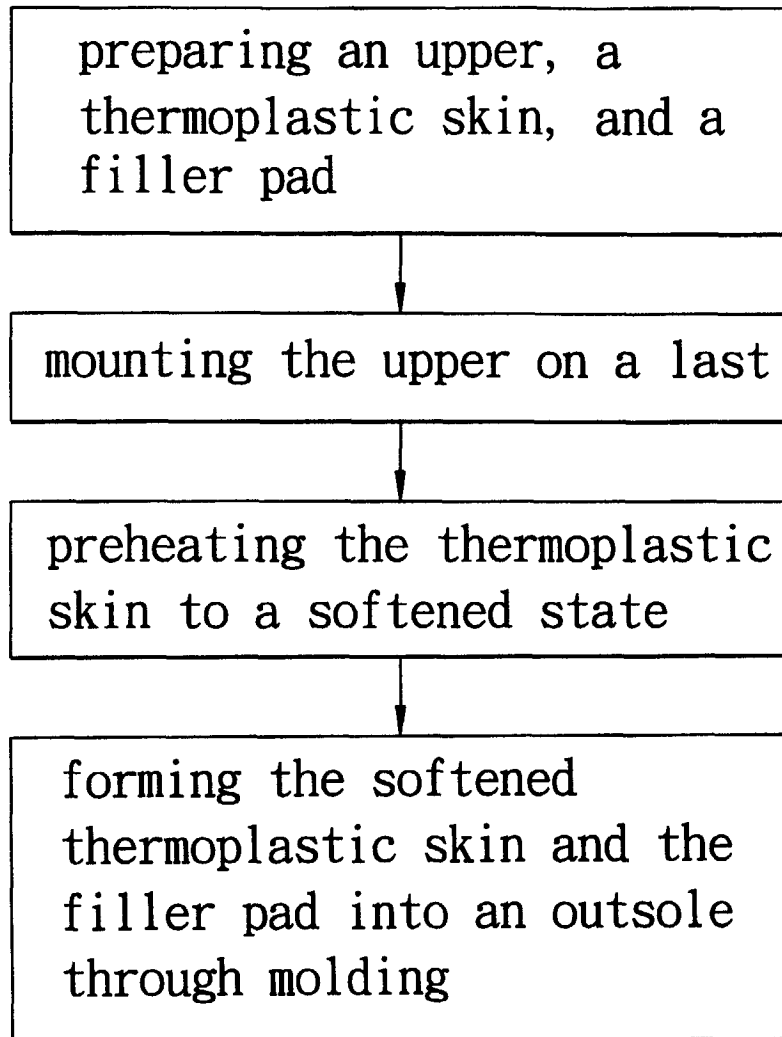 preparing an upper, a
thermoplastic skin, and a
filler pad
mounting the upper on a last
preheating the thermoplastic
skin to a softened state
forming the softened
thermoplastic skin and the
filler pad into an outsole
through molding